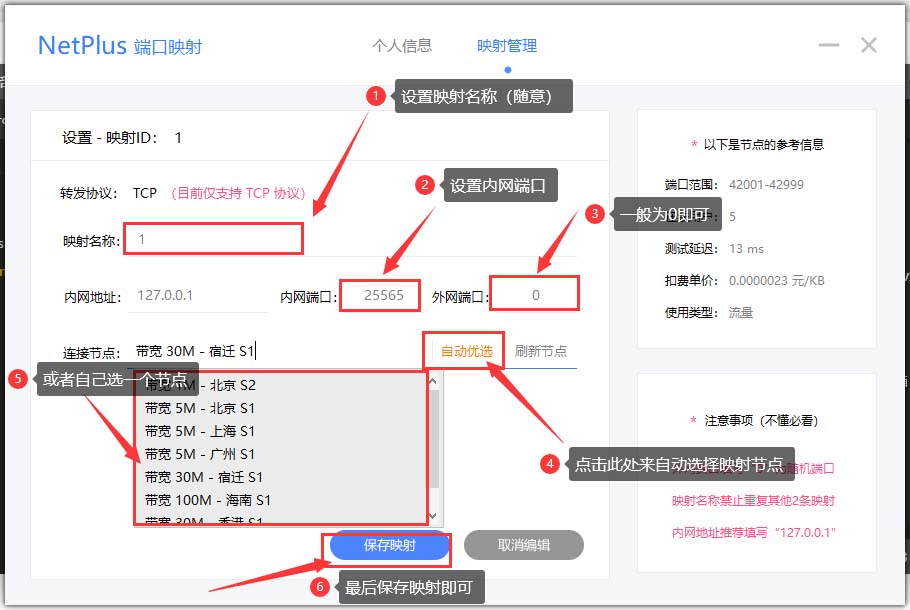 NetPlus 端口映射
个人信息
映射管理
1 设置映射名称（随意）
设置 - 映射ID: 1
转发协议: TCP （目前仅支持 TCP 协议）
2 设置内网端口
映射名称: 1
内网地址: 127.0.0.1
内网端口: 25565
外网端口: 0
3 一般为0即可
连接节点: 带宽 30M - 宿迁 S1
自动优选
刷新节点
5 或者自己选一个节点
1M - 北京 S2
带宽 5M - 北京 S1
带宽 5M - 上海 S1
带宽 5M - 广州 S1
带宽 30M - 宿迁 S1
带宽 100M - 海南 S1
带宽 30M - 香港 S1
4 点击此处来自动选择映射节点
保存映射
取消编辑
6 最后保存映射即可
* 以下是节点的参考信息
端口范围: 42001-42999
5
测试延迟: 13 ms
扣费单价: 0.0000023 元/KB
使用类型: 流量
* 注意事项（不懂必看）
随机端口
映射名称禁止重复其他2条映射
内网地址推荐填写“127.0.0.1”